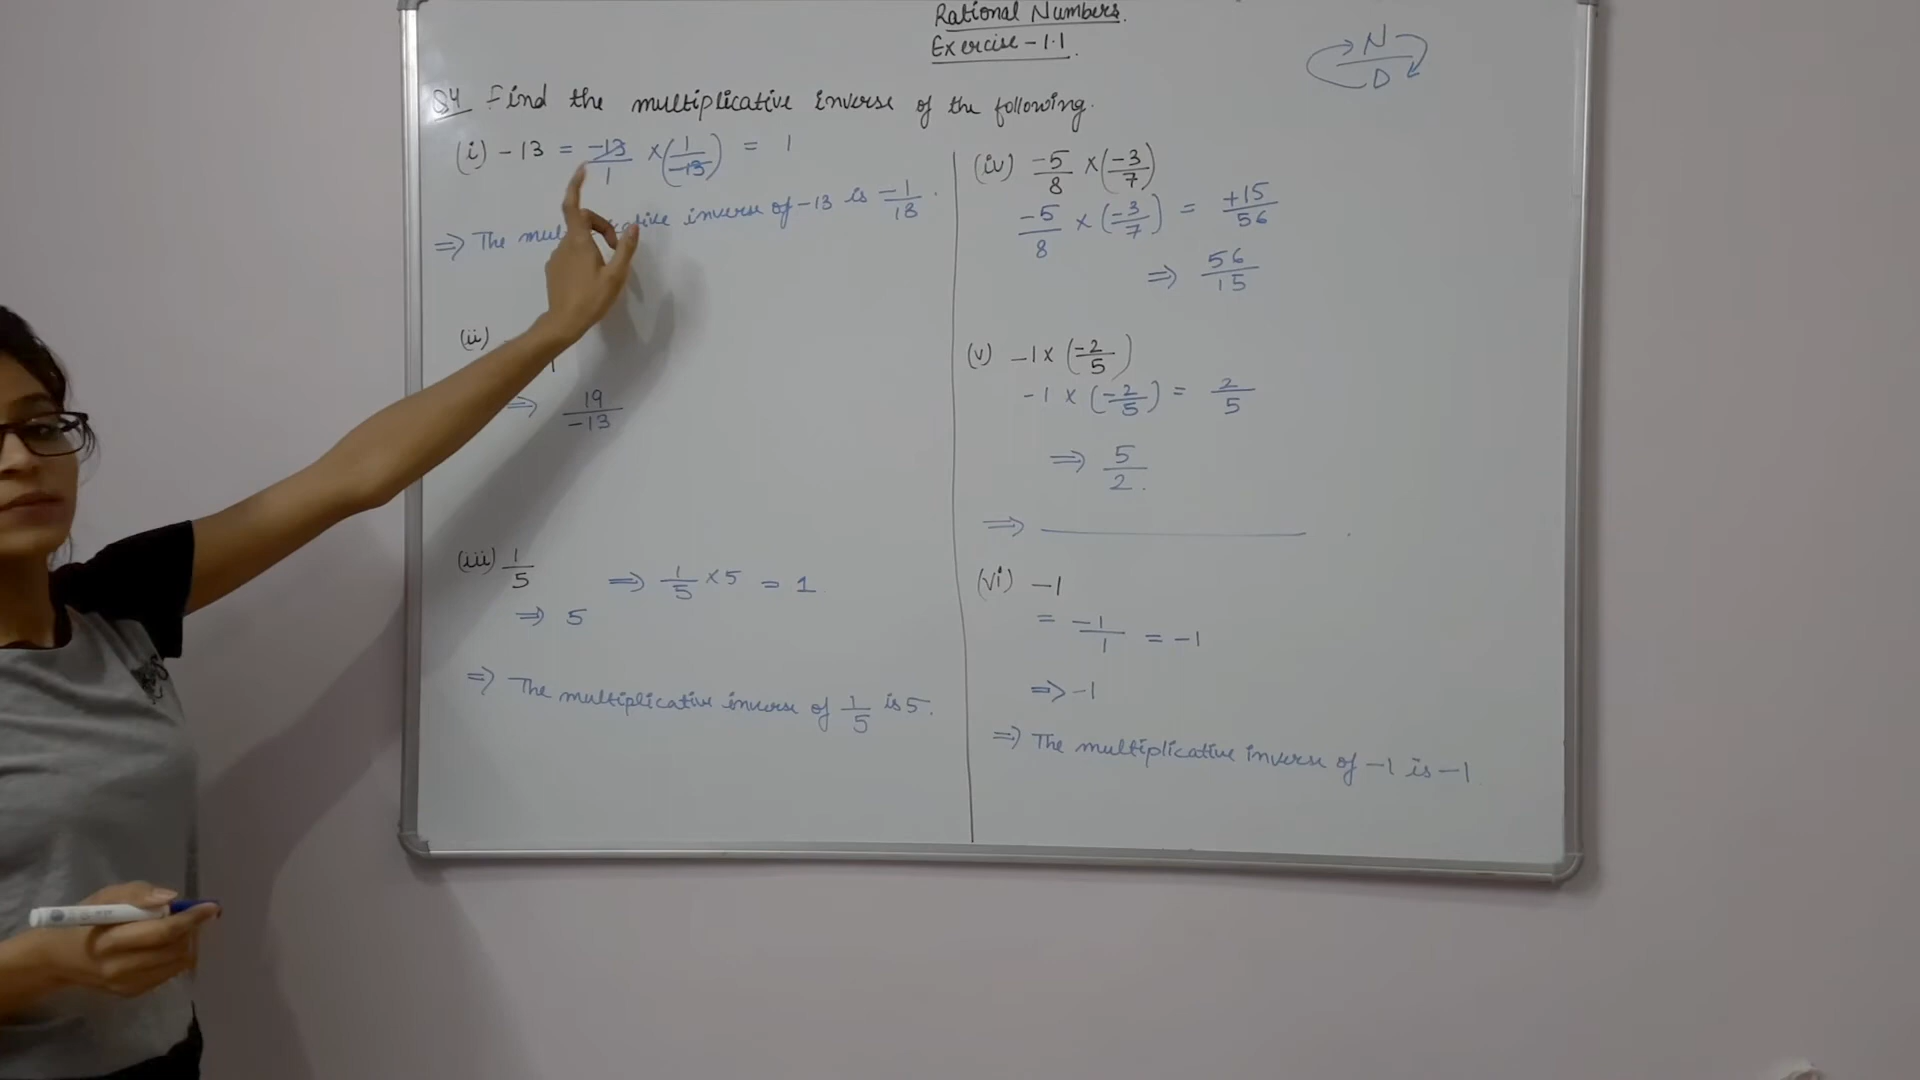 Rational Numbers.
Exercise - 1.1.
N
D
Q4 Find the multiplicative inverse of the following.
(i) -13 = -13/1 × (1/-13) = 1
⇒ The inverse of -13 is -1/13.
(ii)
⇒ 19/-13
(iii) 1/5 ⇒ 1/5 × 5 = 1
⇒ 5
⇒ The multiplicative inverse of 1/5 is 5.
(iv) -5/8 × (-3/7)
-5/8 × (-3/7) = +15/56
⇒ 56/15
(v) -1 × (-2/5)
-1 × (-2/5) = 2/5
⇒ 5/2.
⇒ ________ .
(vi) -1
= -1/1 = -1
⇒ -1
⇒ The multiplicative inverse of -1 is -1